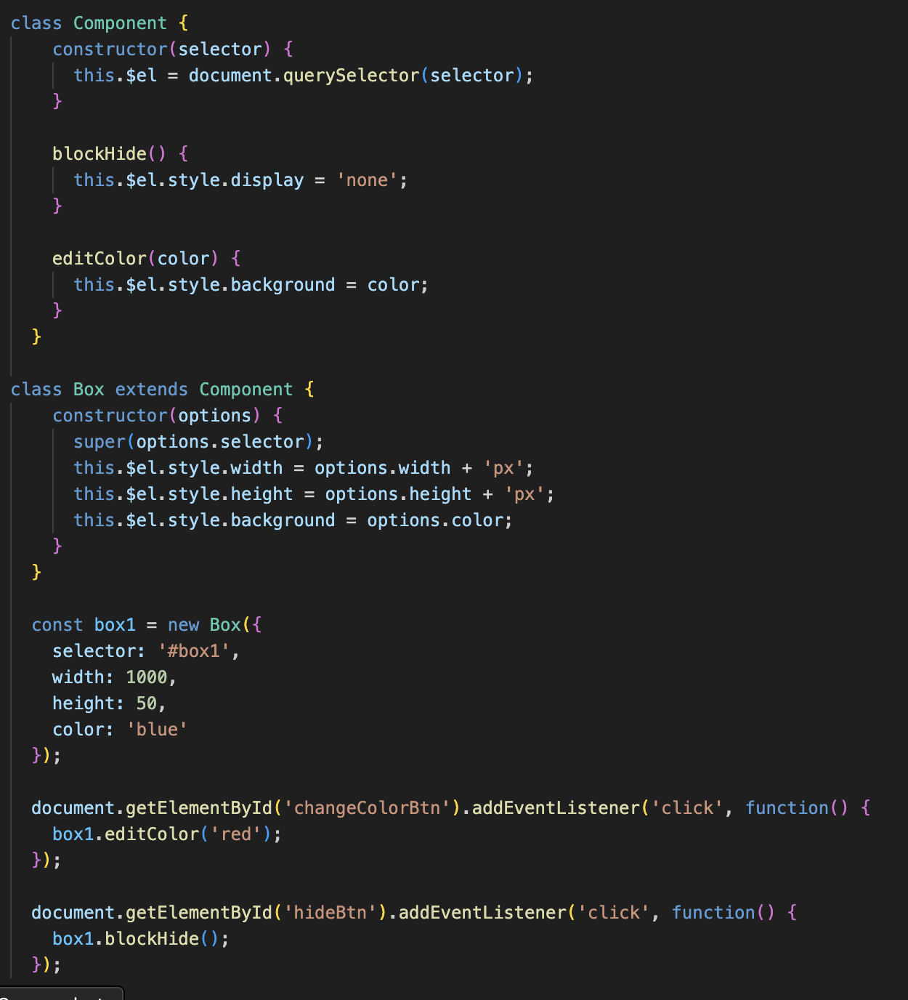 class Component {
constructor(selector) {
this.$el = document.querySelector(selector);
}
blockHide() {
this.$el.style.display = 'none';
}
editColor(color) {
this.$el.style.background = color;
}
}
class Box extends Component {
constructor(options) {
super(options.selector);
this.$el.style.width = options.width + 'px';
this.$el.style.height = options.height + 'px';
this.$el.style.background = options.color;
}
}
const box1 = new Box({
selector: '#box1',
width: 1000,
height: 50,
color: 'blue'
});
document.getElementById('changeColorBtn').addEventListener('click', function() {
box1.editColor('red');
});
document.getElementById('hideBtn').addEventListener('click', function() {
box1.blockHide();
});